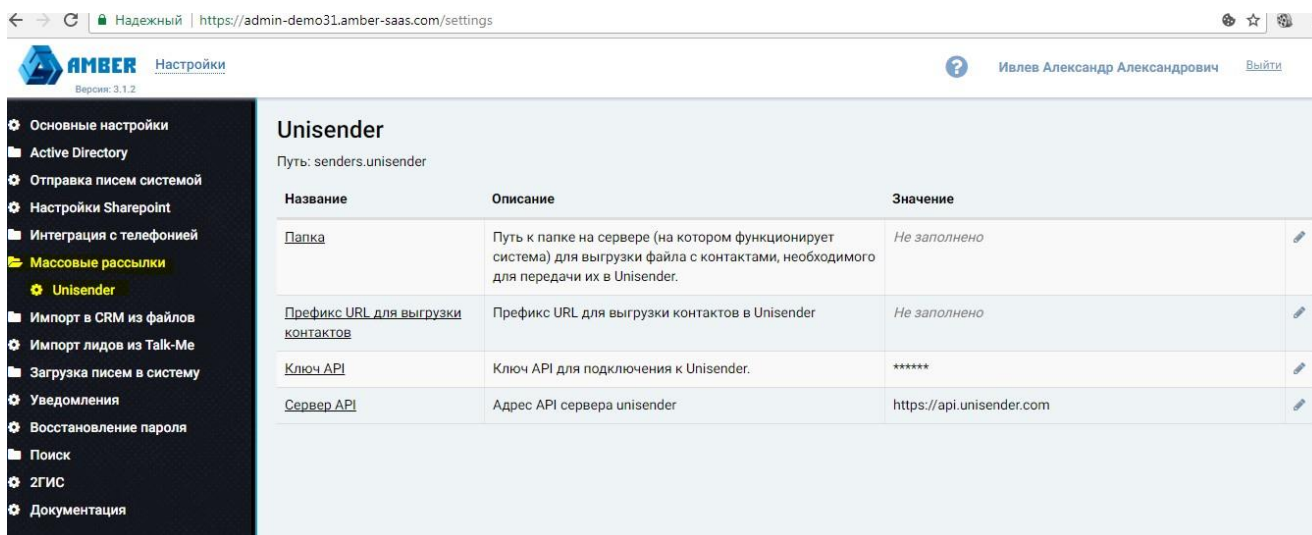 Надежный | https://admin-demo31.amber-saas.com/settings
AMBER Настройки
Версия: 3.1.2
? Ивлев Александр Александрович Выйти
Основные настройки
Active Directory
Отправка писем системой
Настройки Sharepoint
Интеграция с телефонией
Массовые рассылки
Unisender
Импорт в CRM из файлов
Импорт лидов из Talk-Me
Загрузка писем в систему
Уведомления
Восстановление пароля
Поиск
2ГИС
Документация
Unisender
Путь: senders.unisender
Название Описание Значение
Папка Путь к папке на сервере (на котором функционирует Не заполнено
система) для выгрузки файла с контактами, необходимого
для передачи их в Unisender.
Префикс URL для выгрузки Префикс URL для выгрузки контактов в Unisender Не заполнено
контактов
Ключ API Ключ API для подключения к Unisender. ******
Сервер API Адрес API сервера unisender https://api.unisender.com